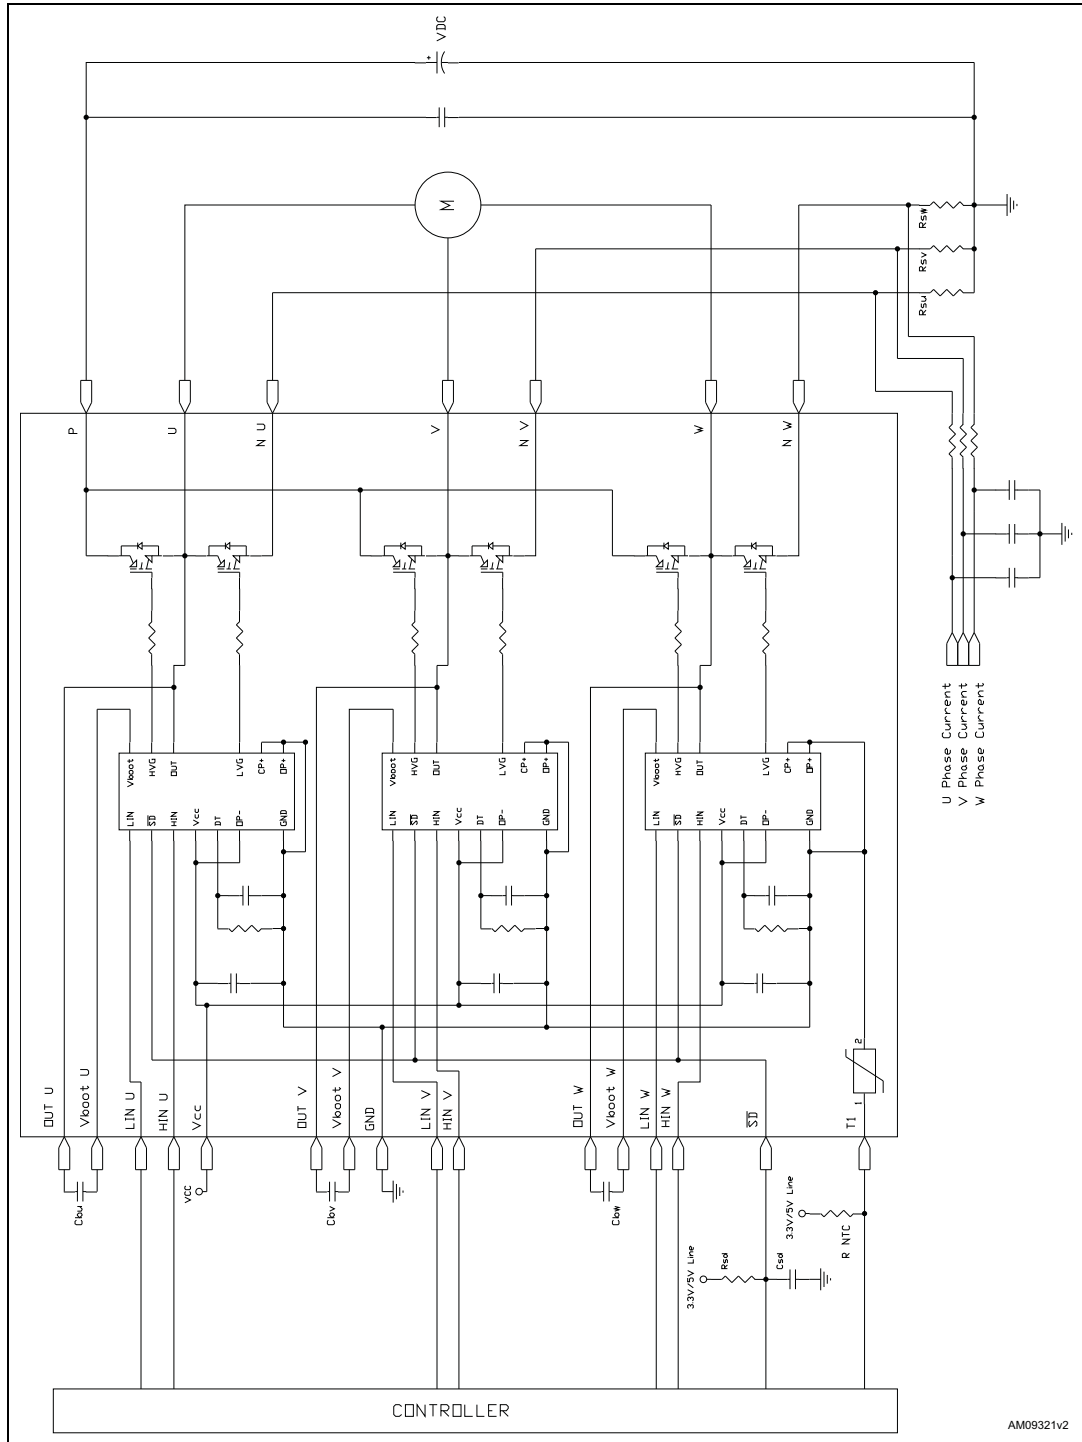 VDC
+
M
Rsw
Rsv
Rsu
P
U
N U
V
N V
W
N W
U Phase Current
V Phase Current
W Phase Current
Vboot
HVG
OUT
LVG
CP+
OP+
LIN
SD
HIN
Vcc
DT
OP-
GND
Vboot
HVG
OUT
LVG
CP+
OP+
LIN
SD
HIN
Vcc
DT
OP-
GND
Vboot
HVG
OUT
LVG
CP+
OP+
LIN
SD
HIN
Vcc
DT
OP-
GND
OUT U
Vboot U
LIN U
HIN U
Vcc
OUT V
Vboot V
GND
LIN V
HIN V
OUT W
Vboot W
LIN W
HIN W
SD
T1
1
2
Cbu
VCC
Cbv
Cbw
3.3V/5V Line
Rsd
Csd
3.3V/5V Line
R NTC
CONTROLLER
AM09321v2